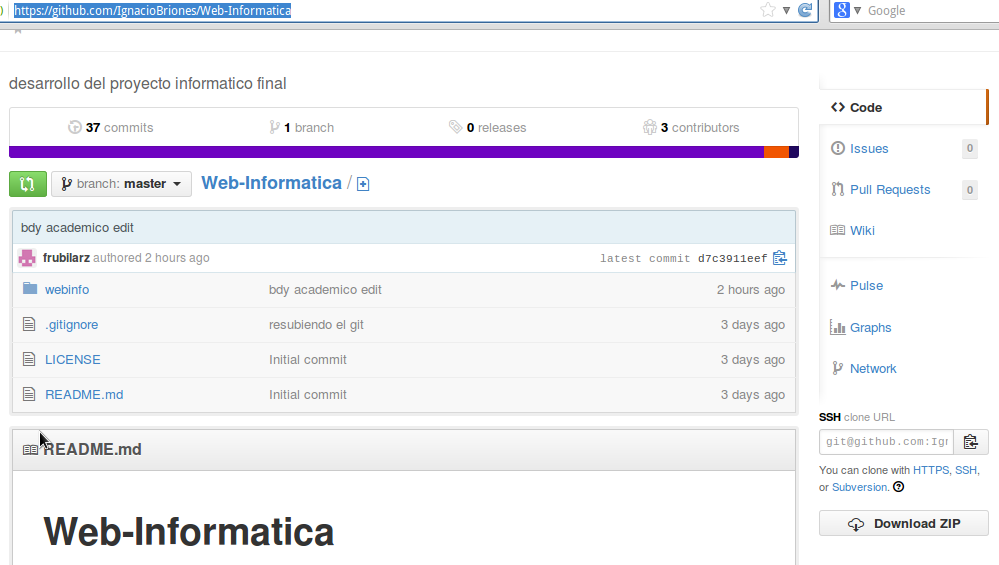 https://github.com/IgnacioBriones/Web-Informatica
Google
desarrollo del proyecto informatico final
37 commits
1 branch
0 releases
3 contributors
branch: master
Web-Informatica /
bdy academico edit
frubilarz authored 2 hours ago
latest commit d7c3911eef
webinfo bdy academico edit 2 hours ago
.gitignore resubiendo el git 3 days ago
LICENSE Initial commit 3 days ago
README.md Initial commit 3 days ago
README.md
Web-Informatica
Code
Issues 0
Pull Requests 0
Wiki
Pulse
Graphs
Network
SSH clone URL
git@github.com:Igr
You can clone with HTTPS, SSH,
or Subversion.
Download ZIP